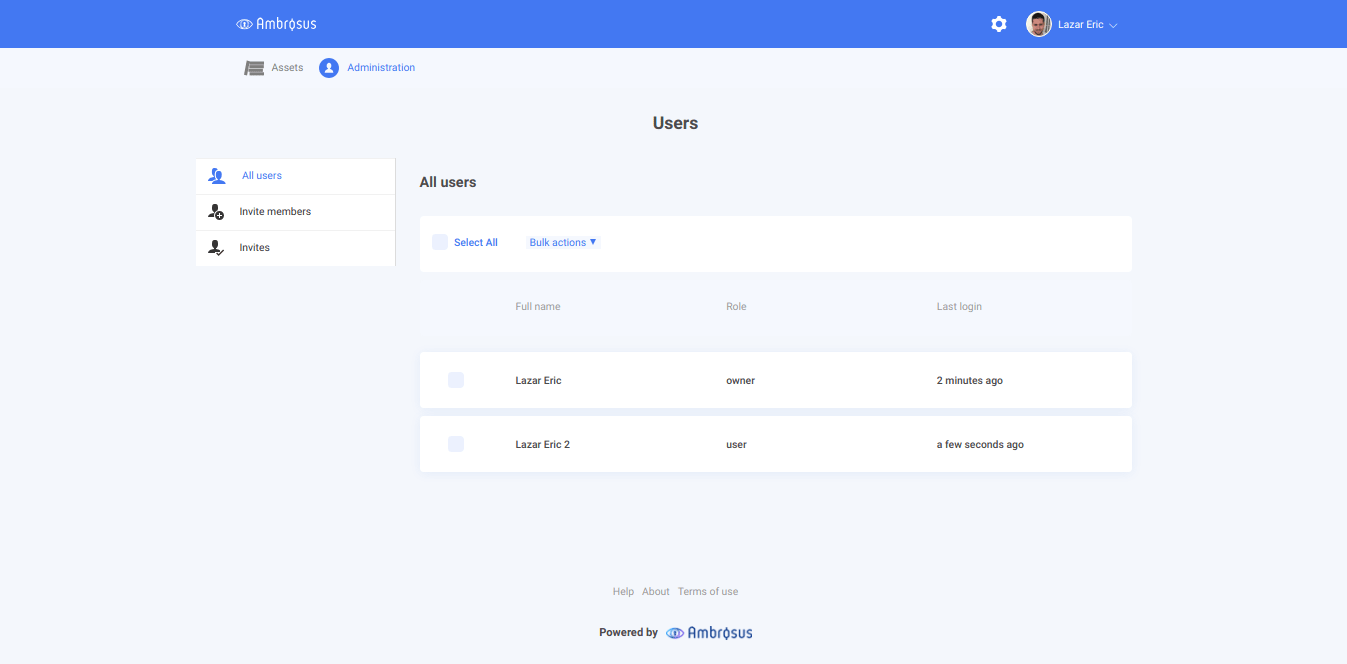 Ambrosus
Lazar Eric
Assets
Administration
Users
All users
Invite members
Invites
All users
Select All
Bulk actions ▼
Full name Role Last login
Lazar Eric owner 2 minutes ago
Lazar Eric 2 user a few seconds ago
Help About Terms of use
Powered by Ambrosus